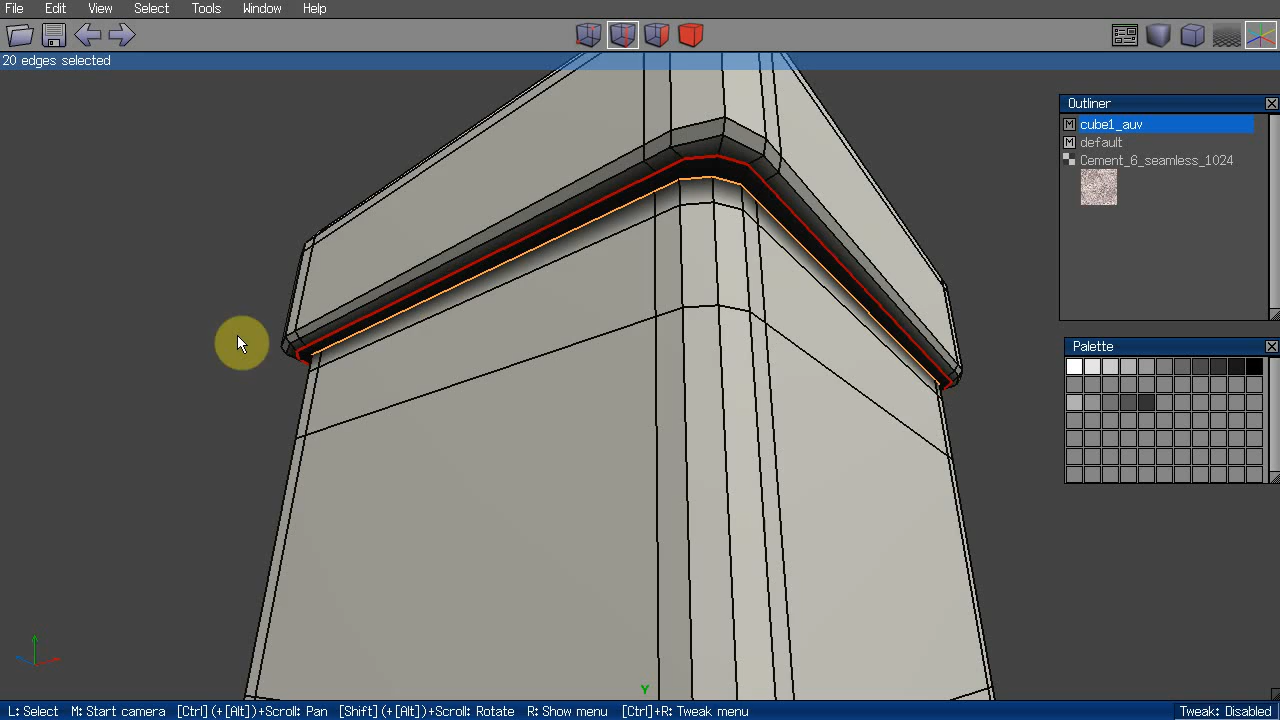 File Edit View Select Tools Window Help
20 edges selected
Outliner
M cube1_auv
M default
Cement_6_seamless_1024
Palette
Y
L: Select M: Start camera [Ctrl](+[Alt])+Scroll: Pan [Shift](+[Alt])+Scroll: Rotate R: Show menu [Ctrl]+R: Tweak menu Tweak: Disabled